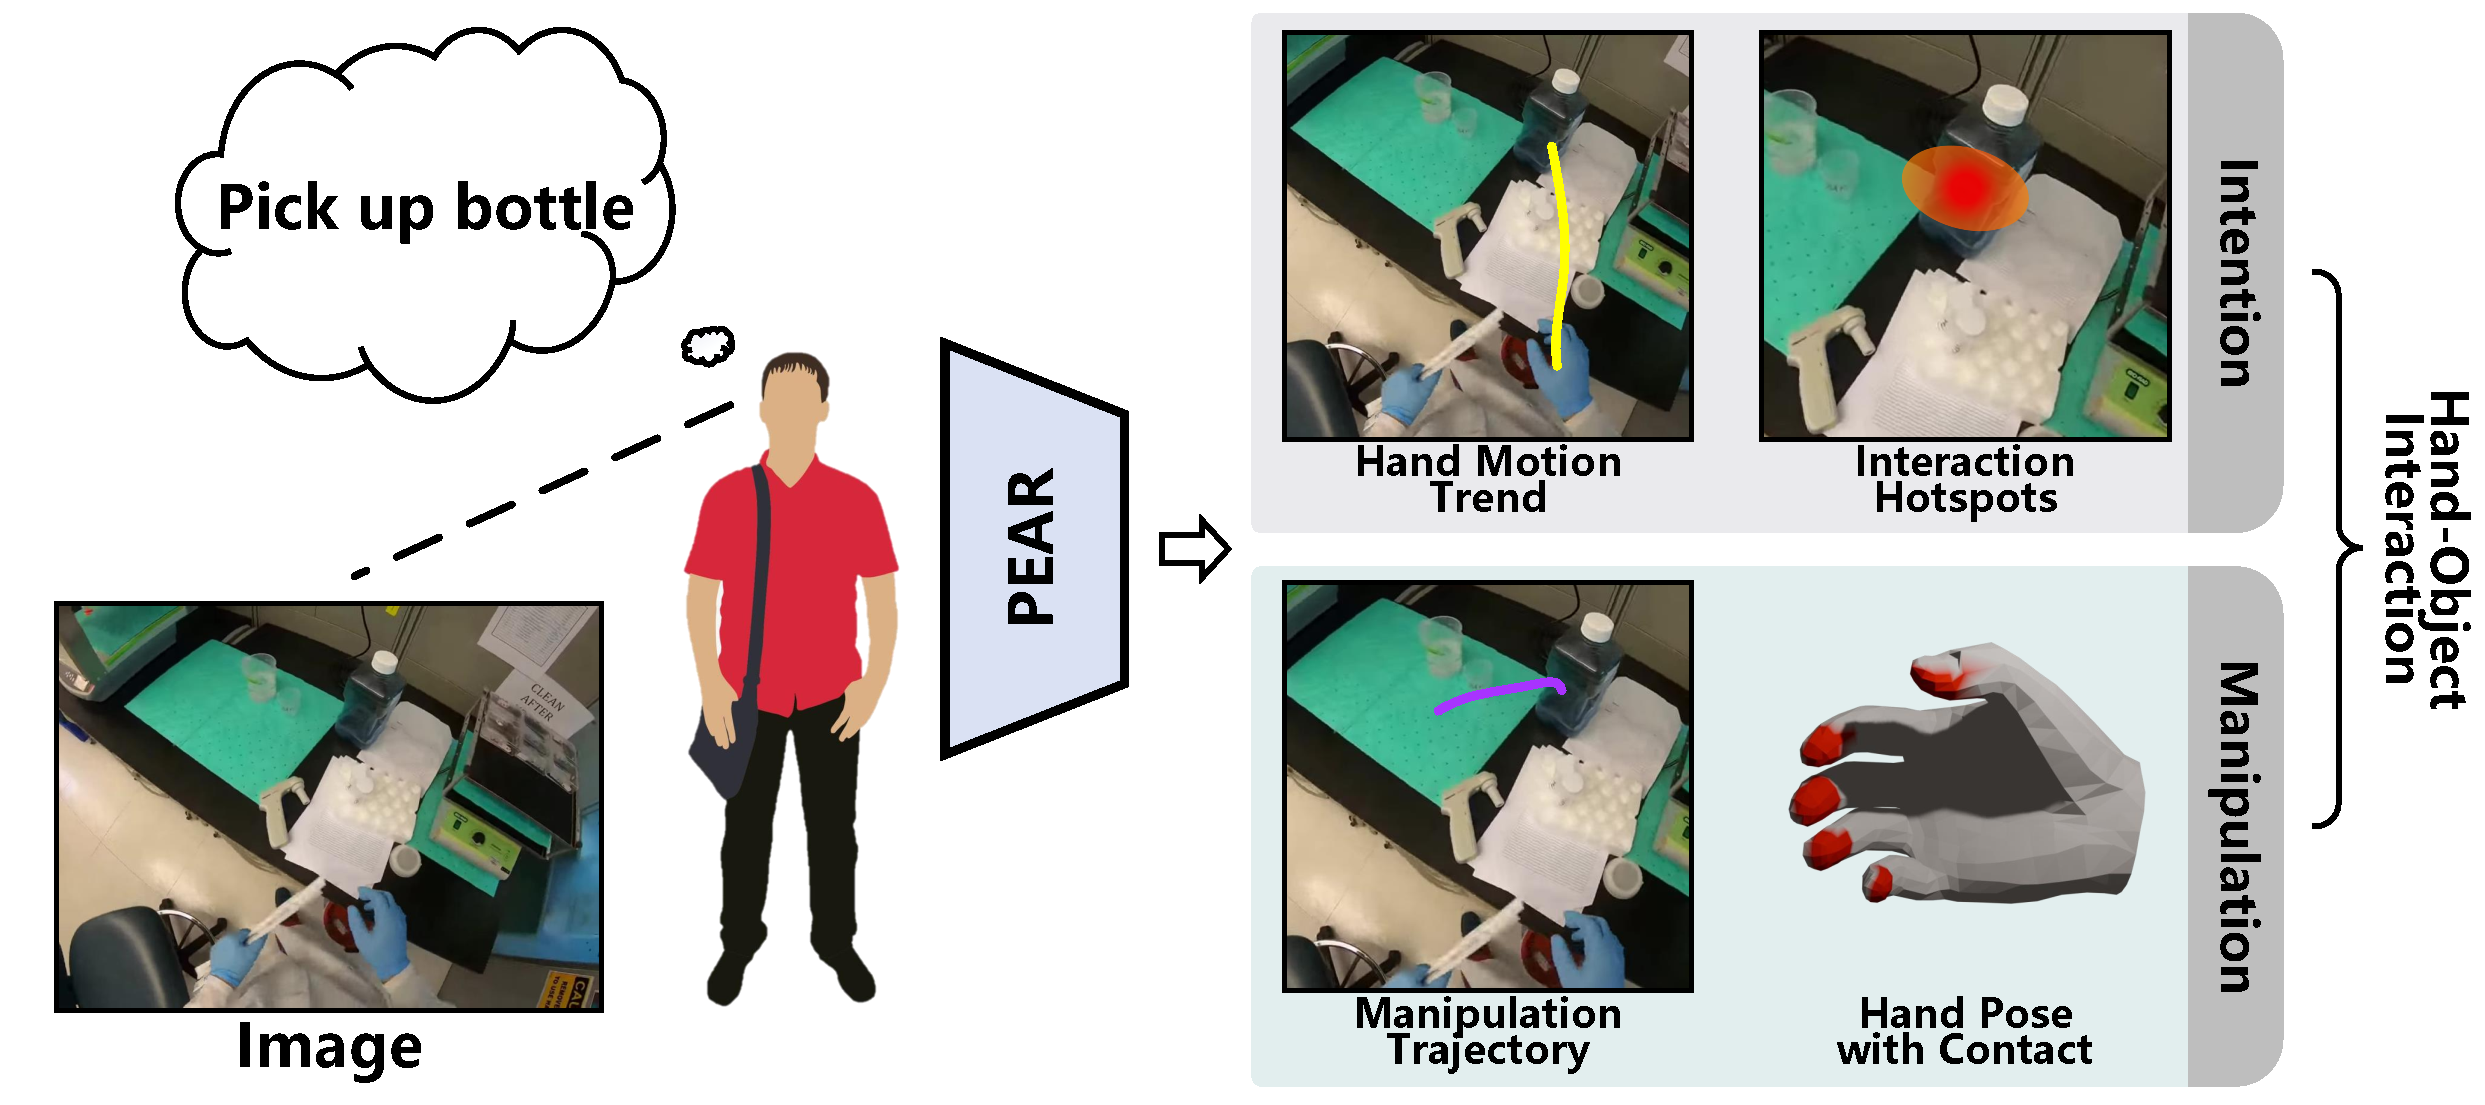 Pick up bottle
Image
CLEAN
AFTER
PEAR
Hand Motion
Trend
Interaction
Hotspots
Intention
Manipulation
Trajectory
Hand Pose
with Contact
Manipulation
Hand-Object
Interaction